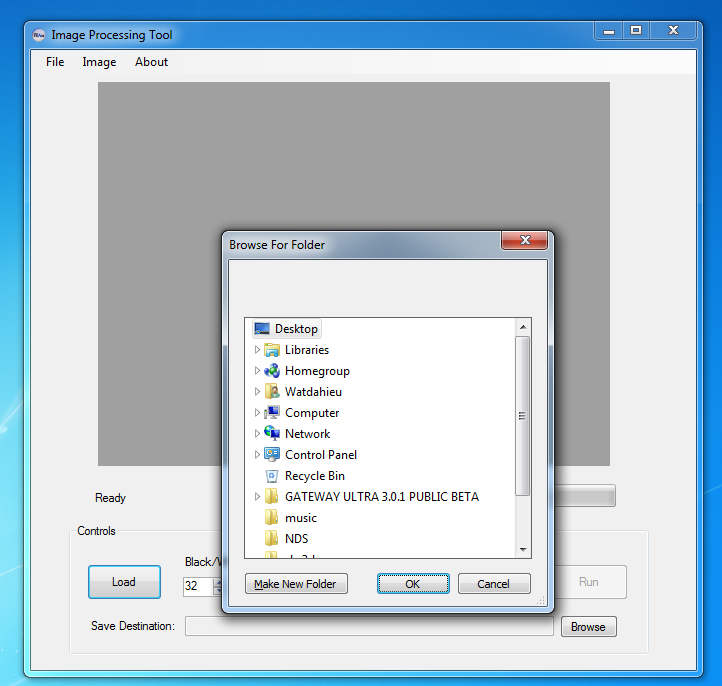 Image Processing Tool
File Image About
Browse For Folder
Desktop
Libraries
Homegroup
Watdahieu
Computer
Network
Control Panel
Recycle Bin
GATEWAY ULTRA 3.0.1 PUBLIC BETA
music
NDS
Ready
Controls
Black/
Load
32
Make New Folder OK Cancel
Run
Save Destination:
Browse